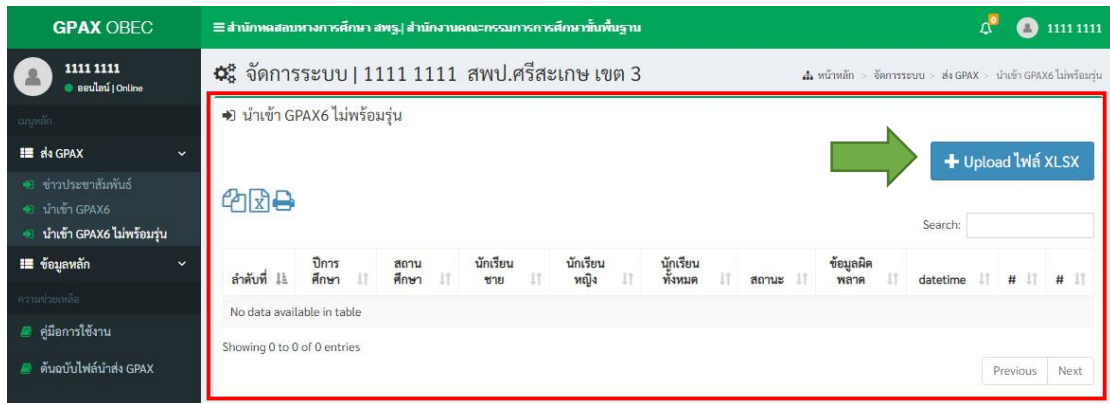 GPAX OBEC
สำนักทดสอบทางการศึกษา สพฐ.| สำนักงานคณะกรรมการการศึกษาขั้นพื้นฐาน
0
1111 1111
1111 1111
ออนไลน์ | Online
เมนูหลัก
ส่ง GPAX
ข่าวประชาสัมพันธ์
นำเข้า GPAX6
นำเข้า GPAX6 ไม่พร้อมรุ่น
ข้อมูลหลัก
ความช่วยเหลือ
คู่มือการใช้งาน
ต้นฉบับไฟล์นำส่ง GPAX
จัดการระบบ | 1111 1111 สพป.ศรีสะเกษ เขต 3
หน้าหลัก > จัดการระบบ > ส่ง GPAX > นำเข้า GPAX6 ไม่พร้อมรุ่น
นำเข้า GPAX6 ไม่พร้อมรุ่น
Upload ไฟล์ XLSX
Search:
ลำดับที่ ปีการศึกษา สถานศึกษา นักเรียนชาย นักเรียนหญิง นักเรียนทั้งหมด สถานะ ข้อมูลผิดพลาด datetime # #
No data available in table
Showing 0 to 0 of 0 entries
Previous Next